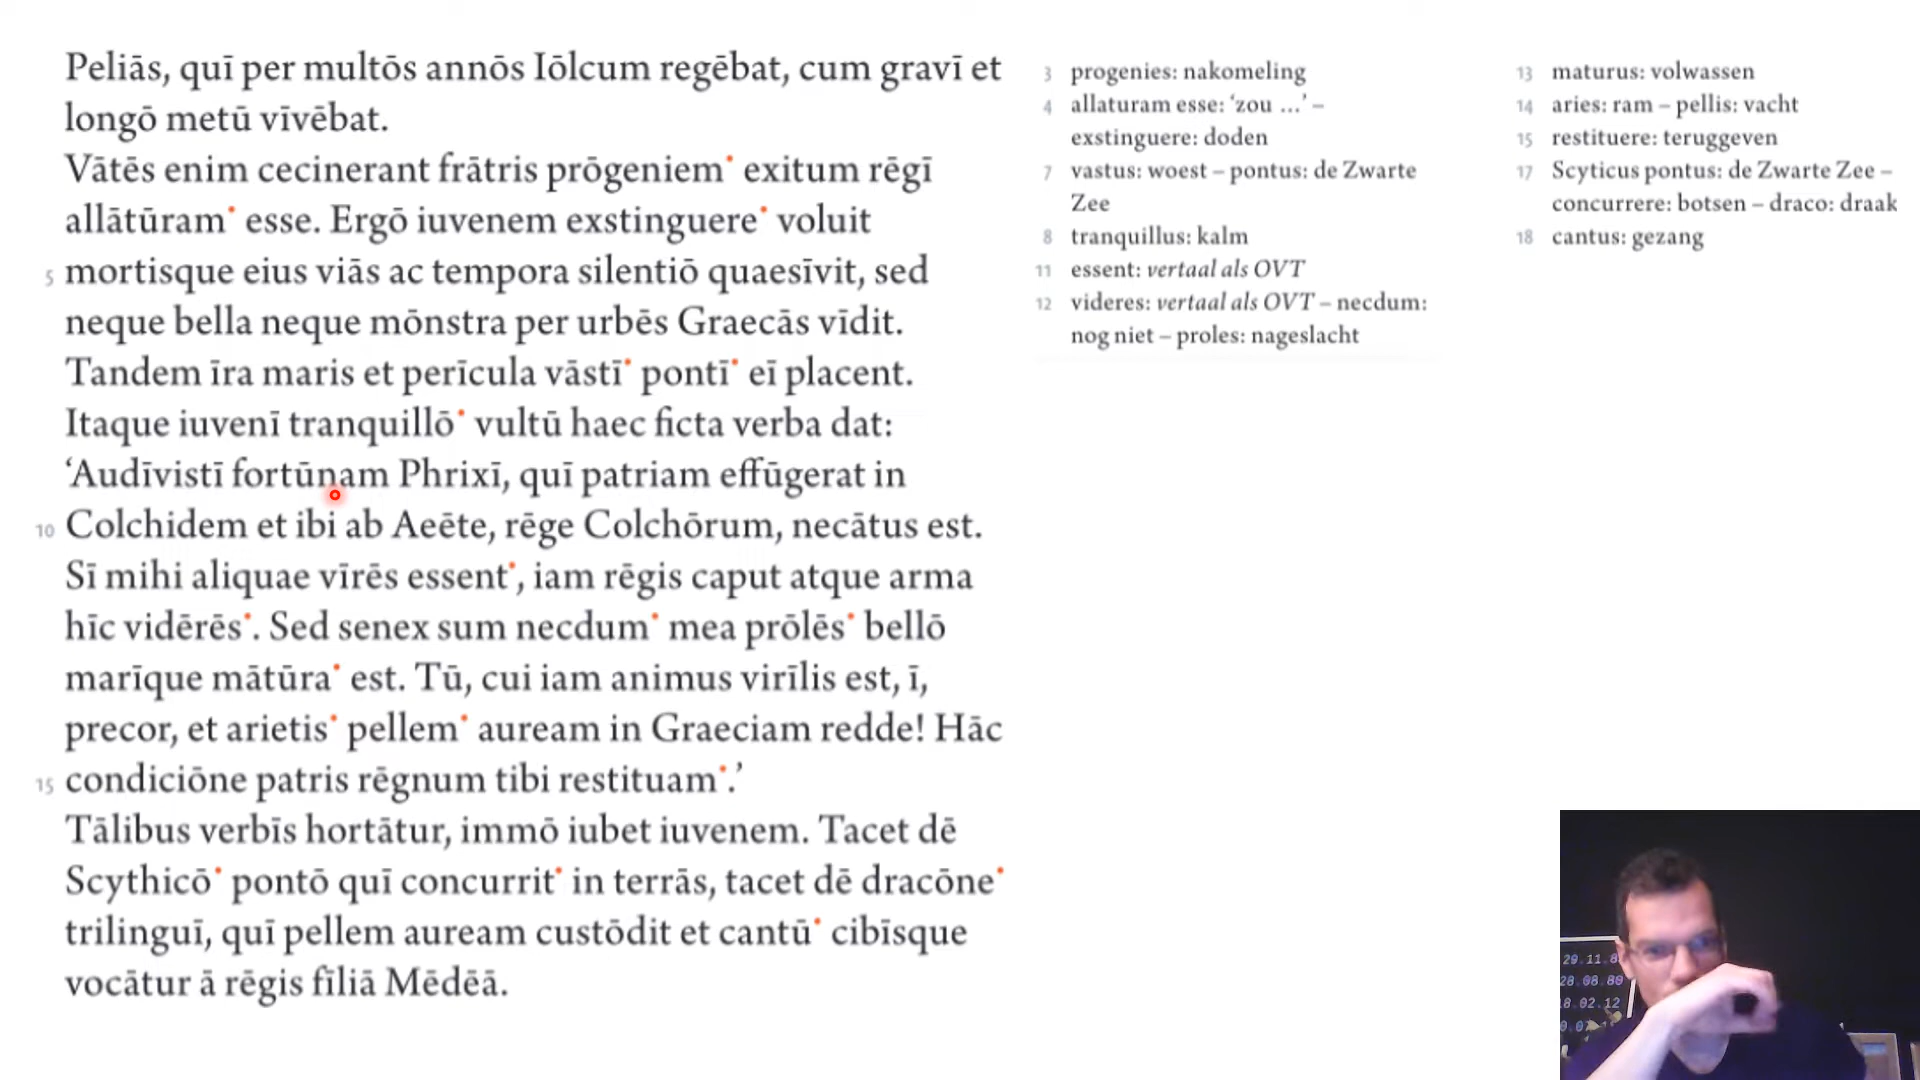 Peliās, quī per multōs annōs Iōlcum regēbat, cum gravī et
longō metū vīvēbat.
Vātēs enim cecinerant frātris prōgeniem• exitum rēgī
allātūram• esse. Ergō iuvenem exstinguere• voluit
5 mortisque eius viās ac tempora silentiō quaesīvit, sed
neque bella neque mōnstra per urbēs Graecās vīdit.
Tandem īra maris et perīcula vāstī• pontī• eī placent.
Itaque iuvenī tranquillō• vultū haec ficta verba dat:
‘Audīvistī fortūnam Phrixī, quī patriam effūgerat in
10 Colchidem et ibi ab Aeēte, rēge Colchōrum, necātus est.
Sī mihi aliquae vīrēs essent•, iam rēgis caput atque arma
hīc vidērēs•. Sed senex sum necdum• mea prōlēs• bellō
marīque mātūra• est. Tū, cui iam animus virīlis est, ī,
precor, et arietis• pellem• auream in Graeciam redde! Hāc
15 condiciōne patris rēgnum tibi restituam•.’
Tālibus verbīs hortātur, immō iubet iuvenem. Tacet dē
Scythicō• pontō quī concurrit• in terrās, tacet dē dracōne•
trilinguī, quī pellem auream custōdit et cantū• cibīsque
vocātur ā rēgis fīliā Mēdēā.
3 progenies: nakomeling
4 allaturam esse: ‘zou ...’ –
exstinguere: doden
7 vastus: woest – pontus: de Zwarte
Zee
8 tranquillus: kalm
11 essent: vertaal als OVT
12 videres: vertaal als OVT – necdum:
nog niet – proles: nageslacht
13 maturus: volwassen
14 aries: ram – pellis: vacht
15 restituere: teruggeven
17 Scyticus pontus: de Zwarte Zee –
concurrere: botsen – draco: draak
18 cantus: gezang
29.11.8
28.08.80
8.02.12